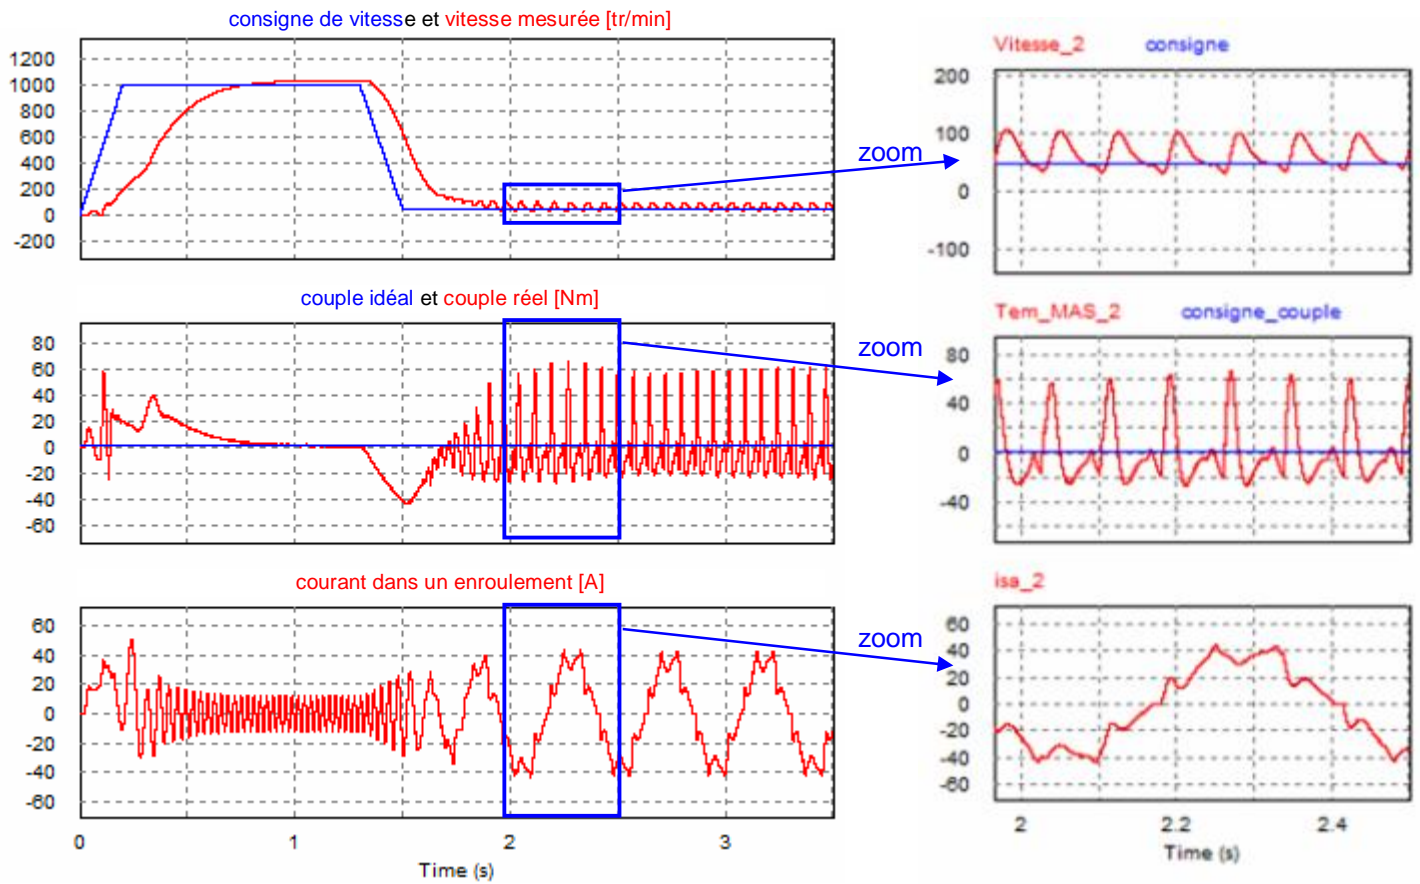 consigne de vitesse et vitesse mesurée [tr/min]
1200
1000
800
600
400
200
0
-200
zoom
Vitesse_2 consigne
200
100
0
-100
couple idéal et couple réel [Nm]
80
60
40
20
0
-20
-40
-60
zoom
Tem_MAS_2 consigne_couple
80
40
0
-40
courant dans un enroulement [A]
60
40
20
0
-20
-40
-60
0 1 2 3
Time (s)
zoom
isa_2
60
40
20
0
-20
-40
-60
2 2.2 2.4
Time (s)